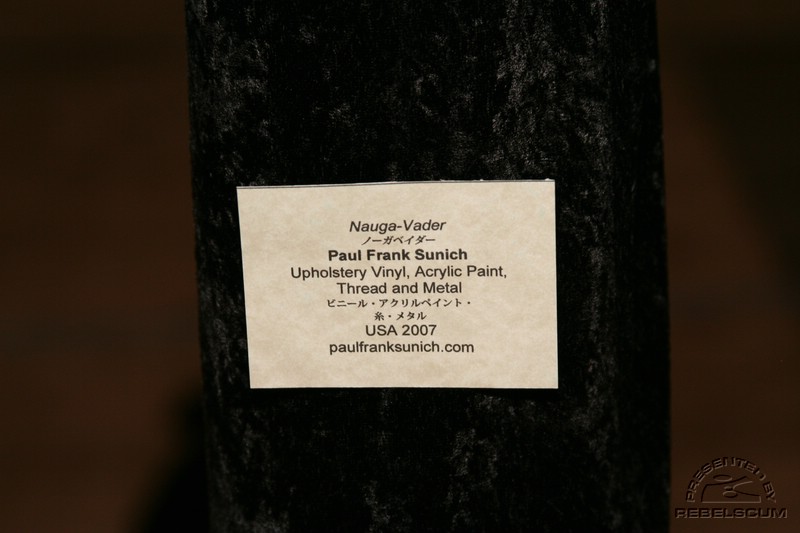 Nauga-Vader
ノーガベイダー
Paul Frank Sunich
Upholstery Vinyl, Acrylic Paint,
Thread and Metal
ビニール・アクリルペイント・
糸・メタル
USA 2007
paulfranksunich.com
PRESENTED BY
REBELSCUM